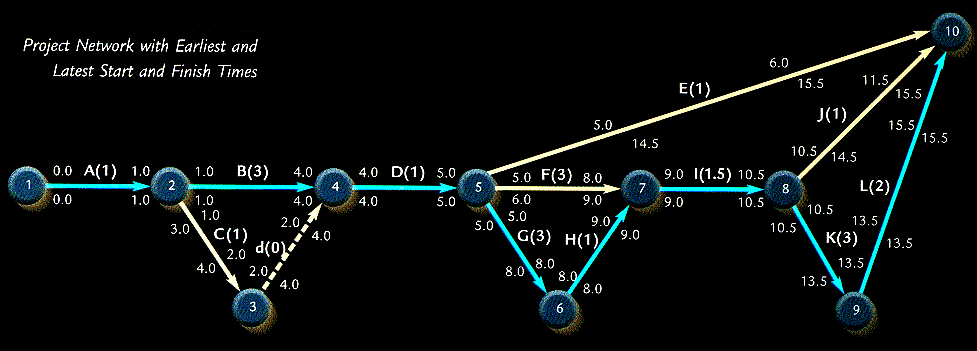 Project Network with Earliest and
Latest Start and Finish Times
10
6.0
15.5
11.5
15.5
15.5
15.5
E(1)
J(1)
5.0
14.5
10.5
14.5
0.0 A(1) 1.0
1 2
0.0 1.0
1.0 B(3) 4.0
4
1.0 4.0
4.0 D(1) 5.0
5
4.0 5.0
5.0 F(3) 8.0
7
6.0 9.0
9.0 I(1.5) 10.5
8
9.0 10.5
L(2)
3.0 C(1) 2.0
4.0 2.0
d(0)
2.0 4.0
4.0
3
5.0 5.0
G(3) H(1)
8.0 8.0
9.0 9.0
8.0 8.0
6
10.5 10.5
K(3)
13.5 13.5
13.5 13.5
9